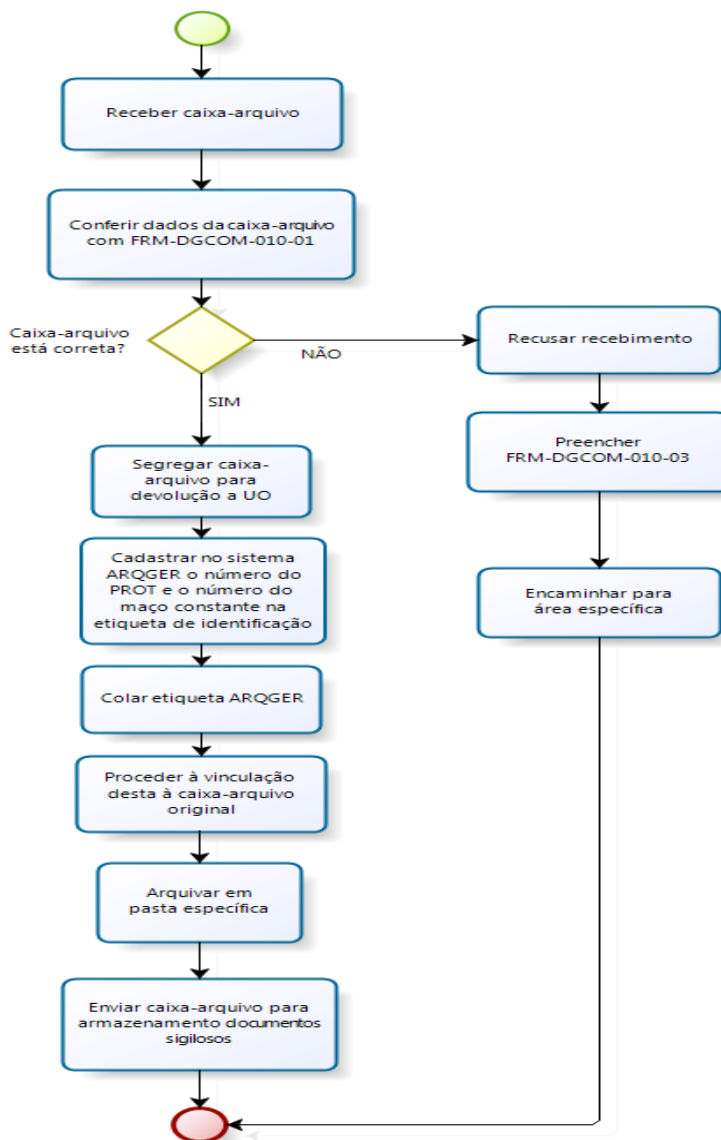 Receber caixa-arquivo
Conferir dados da caixa-arquivo
com FRM-DGCOM-010-01
Caixa-arquivo
está correta?
NÃO
SIM
Recusar recebimento
Preencher
FRM-DGCOM-010-03
Encaminhar para
área específica
Segregar caixa-
arquivo para
devolução a UO
Cadastrar no sistema
ARQGER o número do
PROT e o número do
maço constante na
etiqueta de identificação
Colar etiqueta ARQGER
Proceder à vinculação
desta à caixa-arquivo
original
Arquivar em
pasta específica
Enviar caixa-arquivo para
armazenamento documentos
sigilosos